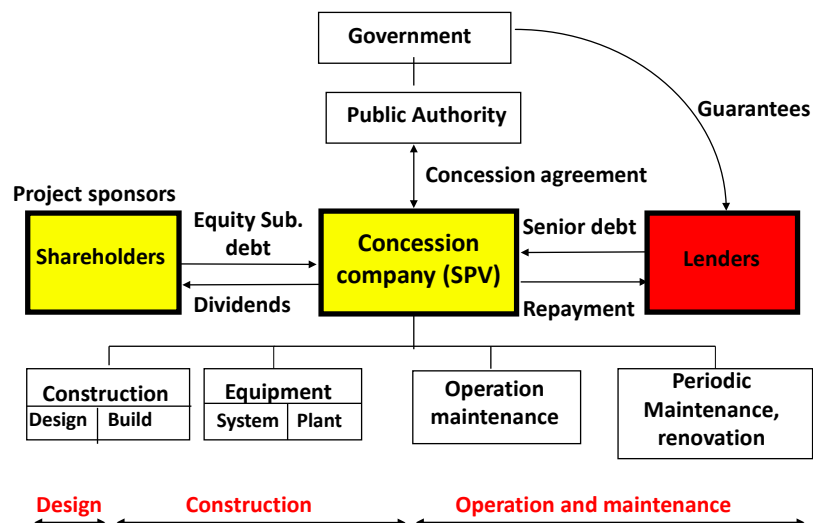 Government
Guarantees
Public Authority
Concession agreement
Project sponsors
Shareholders
Equity Sub.
debt
Dividends
Concession
company (SPV)
Senior debt
Repayment
Lenders
Construction
Design Build
Equipment
System Plant
Operation
maintenance
Periodic
Maintenance,
renovation
Design Construction Operation and maintenance